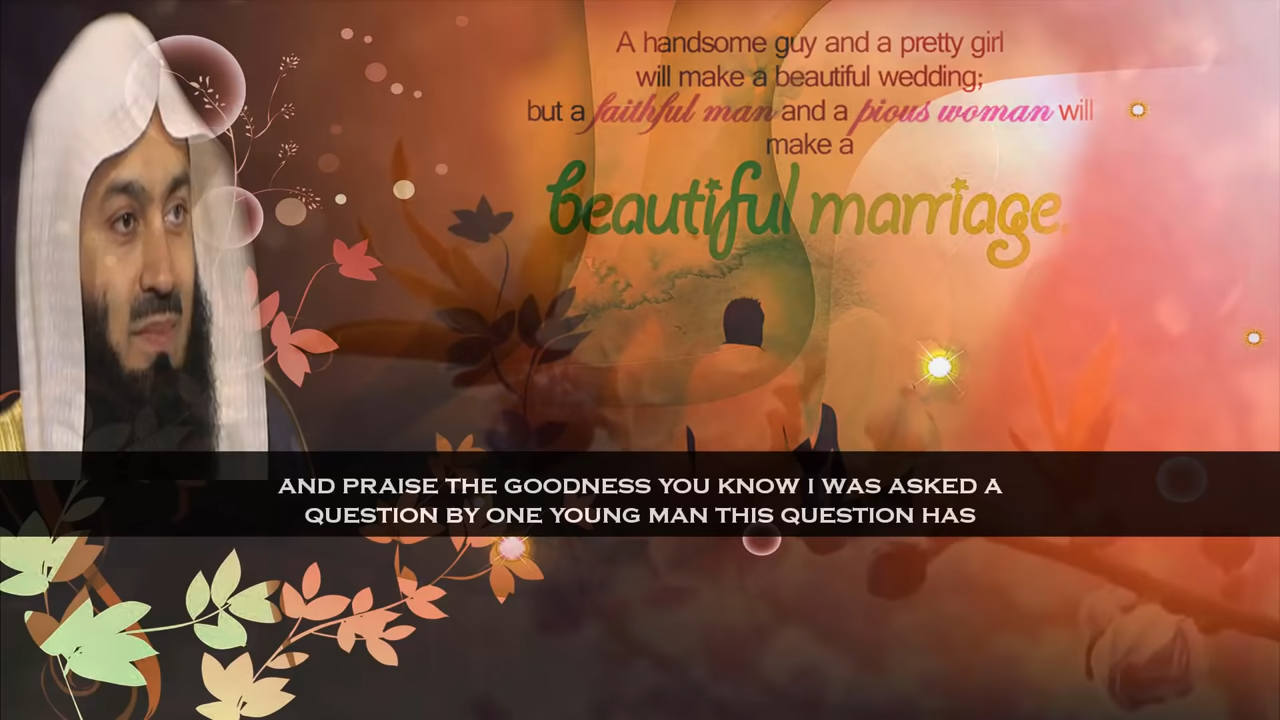 A handsome guy and a pretty girl
will make a beautiful wedding;
but a faithful man and a pious woman will
make a
beautiful marriage.
AND PRAISE THE GOODNESS YOU KNOW I WAS ASKED A
QUESTION BY ONE YOUNG MAN THIS QUESTION HAS